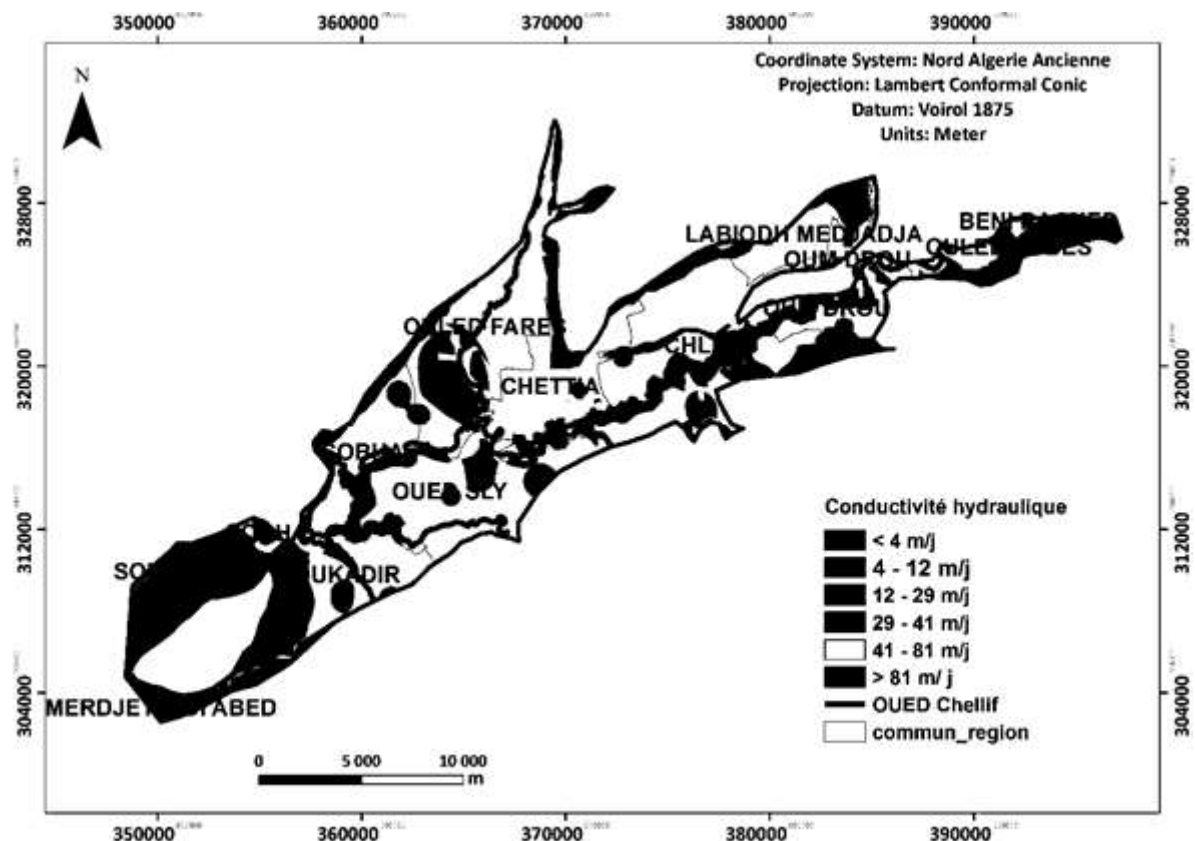 350000 360000 370000 380000 390000
N
Coordinate System: Nord Algerie Ancienne
Projection: Lambert Conformal Conic
Datum: Voirol 1875
Units: Meter
328000 328000
LABIODH MEDJADJA
OUM DROU
OULED FARES
320000 320000
CHETTIA
OUED SLY
312000 312000
304000 304000
Conductivité hydraulique
< 4 m/j
4 - 12 m/j
12 - 29 m/j
29 - 41 m/j
41 - 81 m/j
> 81 m/ j
OUED Chellif
commun_region
0 5 000 10 000
m
350000 360000 370000 380000 390000